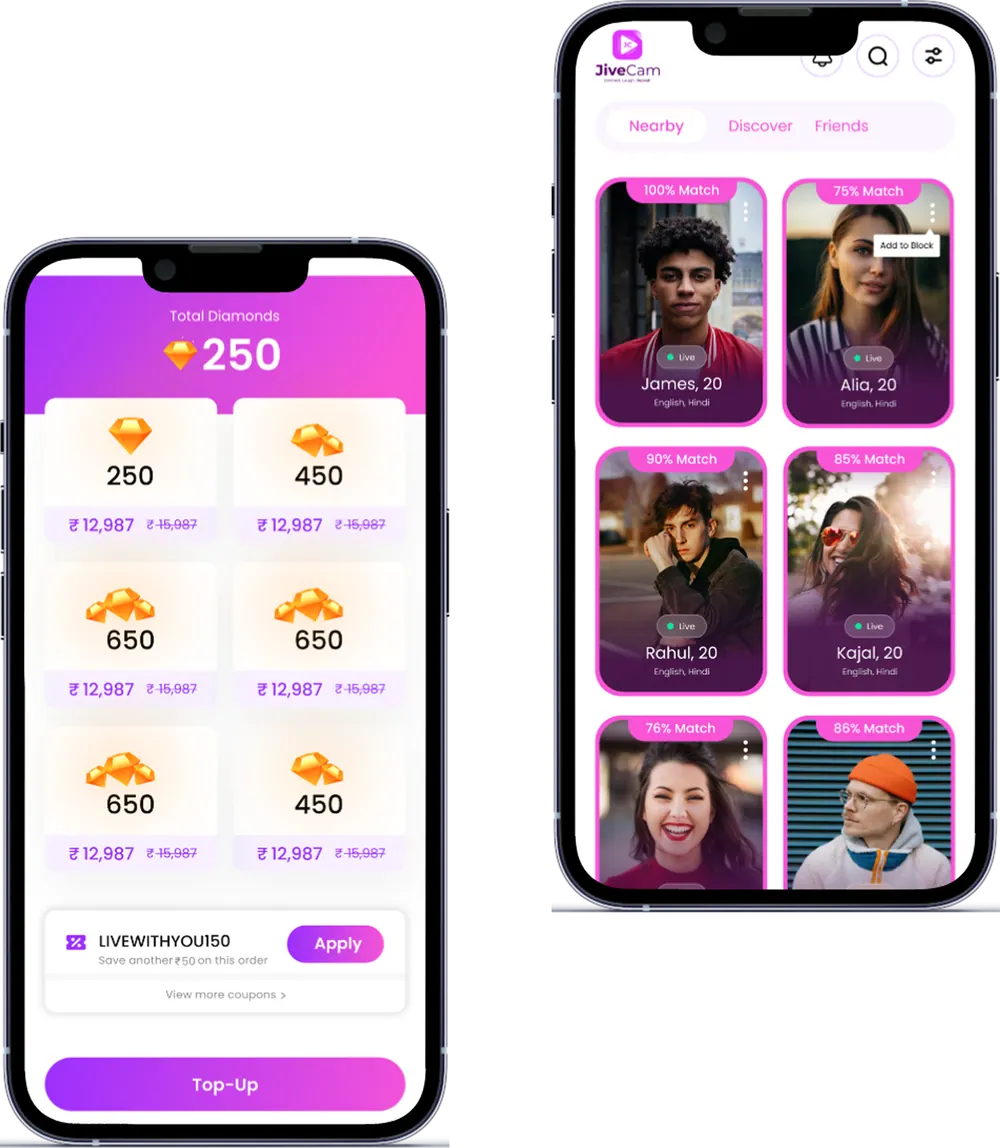 Total Diamonds
250
250
450
₹ 12,987 ₹ 15,987
₹ 12,987 ₹ 15,987
650
650
₹ 12,987 ₹ 15,987
₹ 12,987 ₹ 15,987
650
450
₹ 12,987 ₹ 15,987
₹ 12,987 ₹ 15,987
LIVEWITHYOU150
Apply
Save another ₹50 on this order
View more coupons >
Top-Up
JC
JiveCam
Nearby
Discover
Friends
100% Match
75% Match
Add to Block
Live
Live
James, 20
Alia, 20
English, Hindi
English, Hindi
90% Match
85% Match
Live
Live
Rahul, 20
Kajal, 20
English, Hindi
English, Hindi
76% Match
86% Match